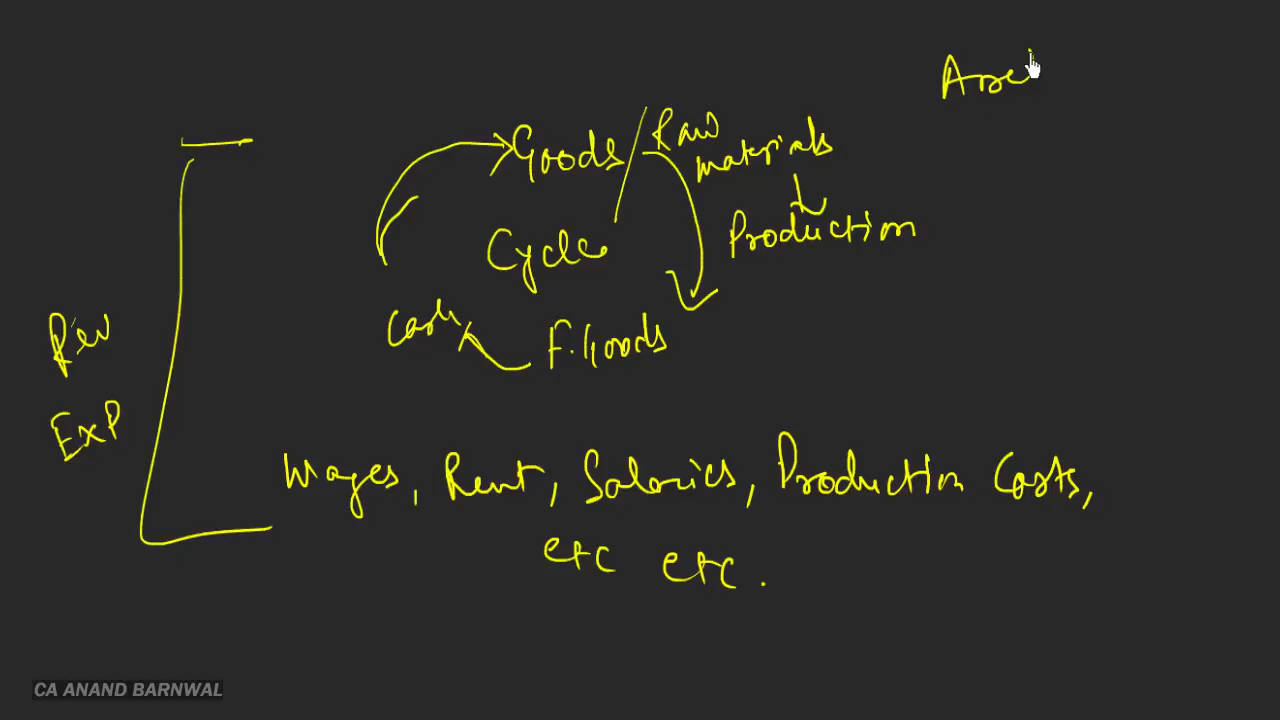 Asse
Goods / Raw
materials
Production
Cycle
Cash
F. Goods
Rev
Exp
Wages, Rent, Salaries, Production Costs,
etc etc.
CA ANAND BARNWAL